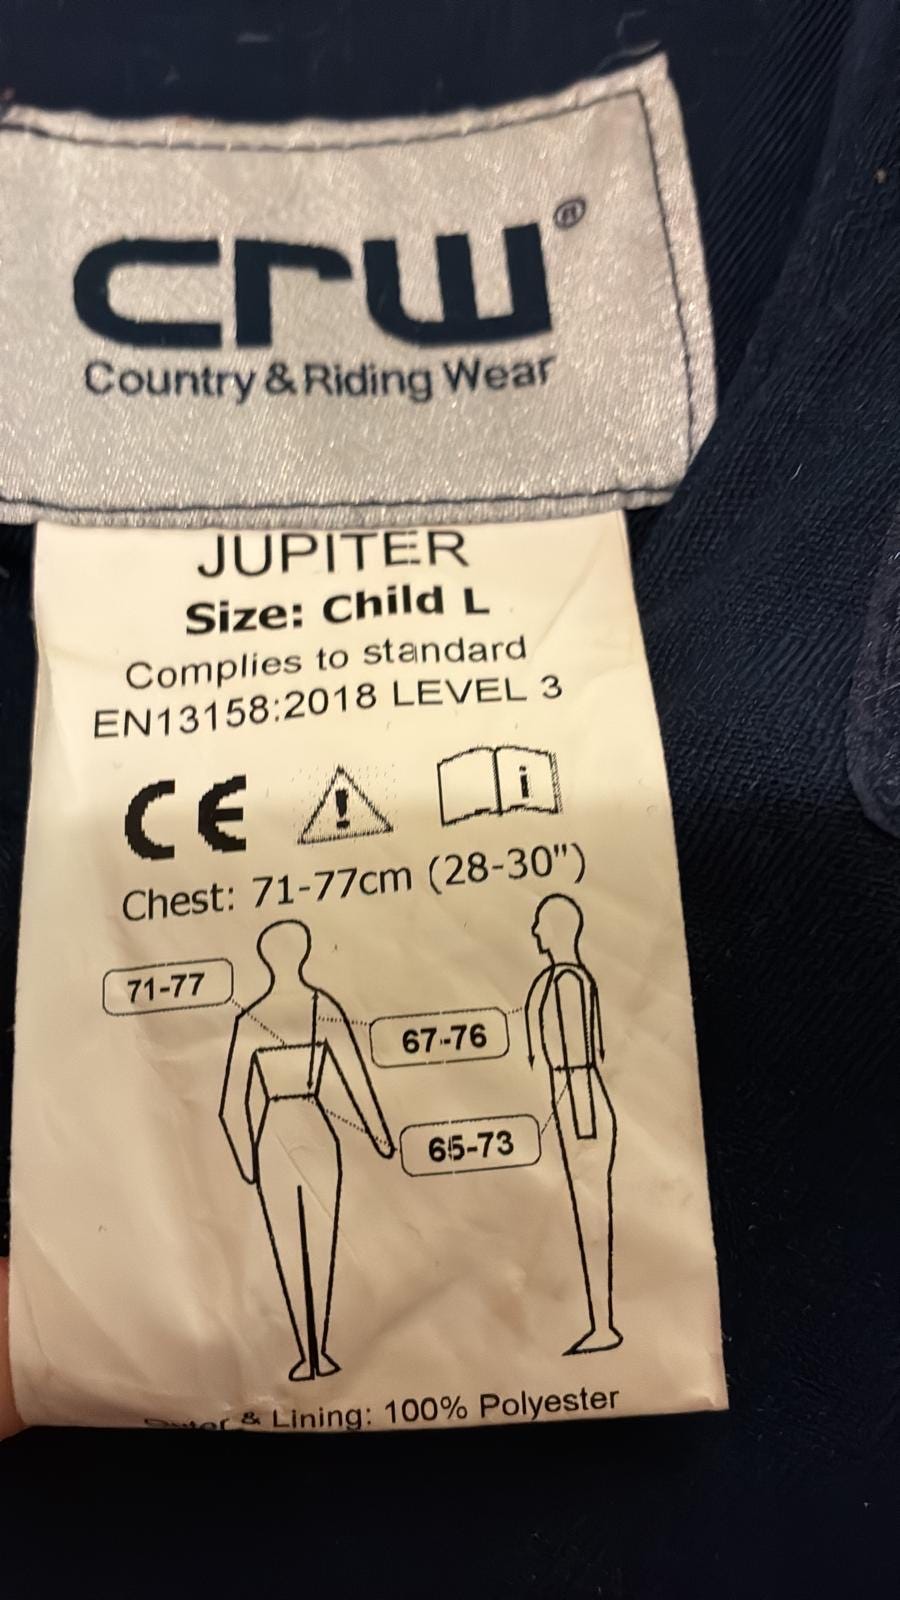 crw®
Country & Riding Wear
JUPITER
Size: Child L
Complies to standard
EN13158:2018 LEVEL 3
CE ! i
Chest: 71-77cm (28-30")
71-77
67-76
65-73
Outer & Lining: 100% Polyester